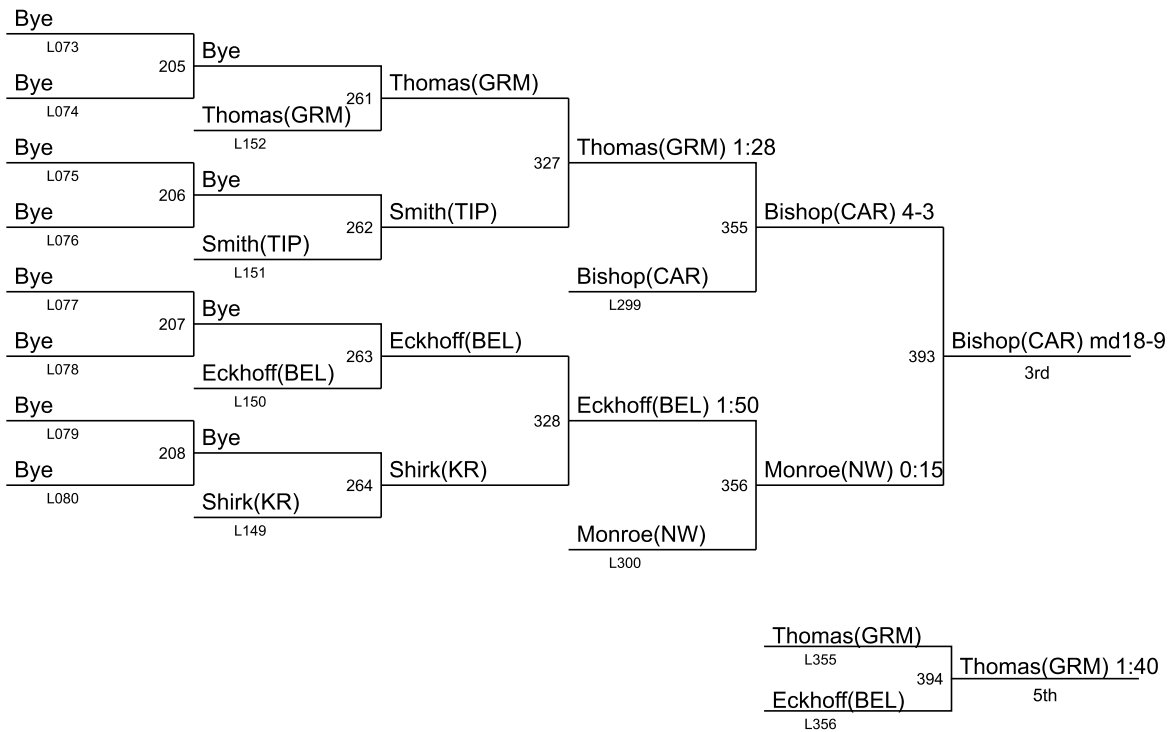 Bye
L073
205
Bye
Bye
L074
261
Thomas(GRM)
Thomas(GRM)
L152
Bye
L075
327
Thomas(GRM) 1:28
206
Bye
Bye
L076
262
Smith(TIP)
Smith(TIP)
L151
355
Bishop(CAR) 4-3
Bye
L077
Bishop(CAR)
L299
207
Bye
Bye
L078
263
Eckhoff(BEL)
Eckhoff(BEL)
L150
393
Bishop(CAR) md18-9
3rd
Bye
L079
328
Eckhoff(BEL) 1:50
208
Bye
Bye
L080
264
Shirk(KR)
Shirk(KR)
L149
356
Monroe(NW) 0:15
Monroe(NW)
L300
Thomas(GRM)
L355
394
Thomas(GRM) 1:40
5th
Eckhoff(BEL)
L356